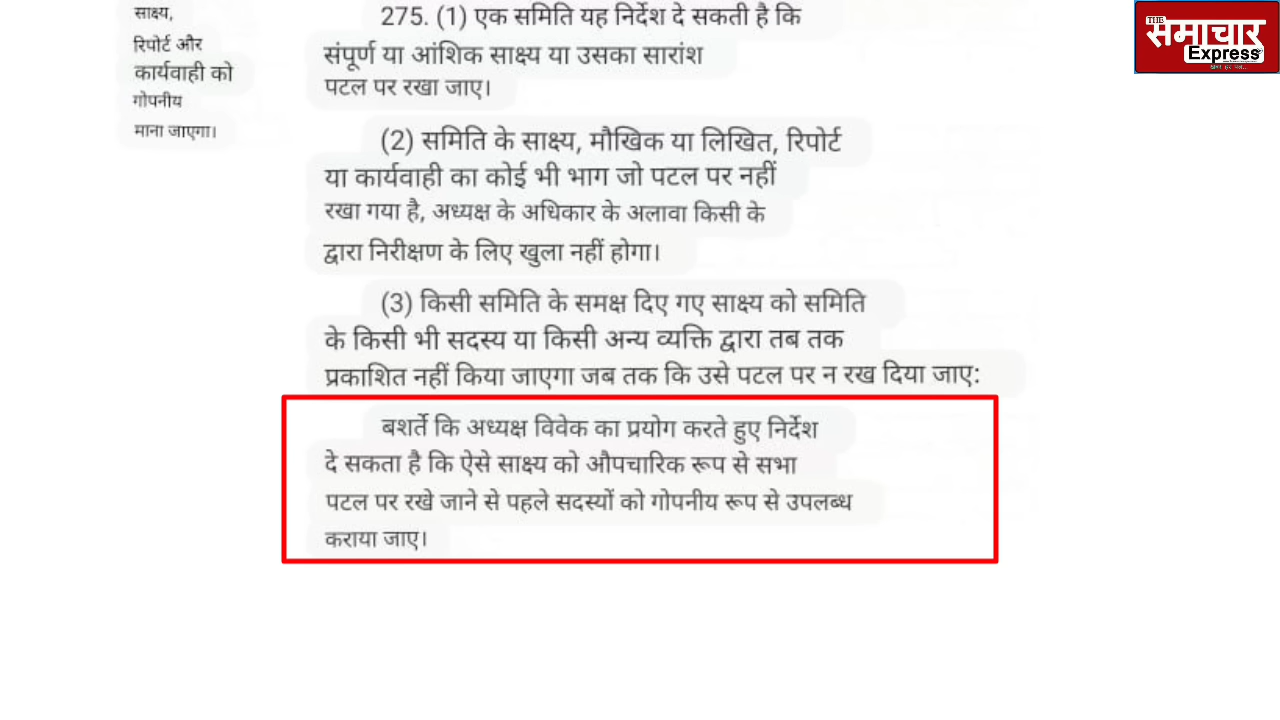 साक्ष्य,
रिपोर्ट और
कार्यवाही को
गोपनीय
माना जाएगा।
275. (1) एक समिति यह निर्देश दे सकती है कि
संपूर्ण या आंशिक साक्ष्य या उसका सारांश
पटल पर रखा जाए।
(2) समिति के साक्ष्य, मौखिक या लिखित, रिपोर्ट
या कार्यवाही का कोई भी भाग जो पटल पर नहीं
रखा गया है, अध्यक्ष के अधिकार के अलावा किसी के
द्वारा निरीक्षण के लिए खुला नहीं होगा।
(3) किसी समिति के समक्ष दिए गए साक्ष्य को समिति
के किसी भी सदस्य या किसी अन्य व्यक्ति द्वारा तब तक
प्रकाशित नहीं किया जाएगा जब तक कि उसे पटल पर न रख दिया जाए:
बशर्ते कि अध्यक्ष विवेक का प्रयोग करते हुए निर्देश
दे सकता है कि ऐसे साक्ष्य को औपचारिक रूप से सभा
पटल पर रखे जाने से पहले सदस्यों को गोपनीय रूप से उपलब्ध
कराया जाए।
THE
समाचार
Express